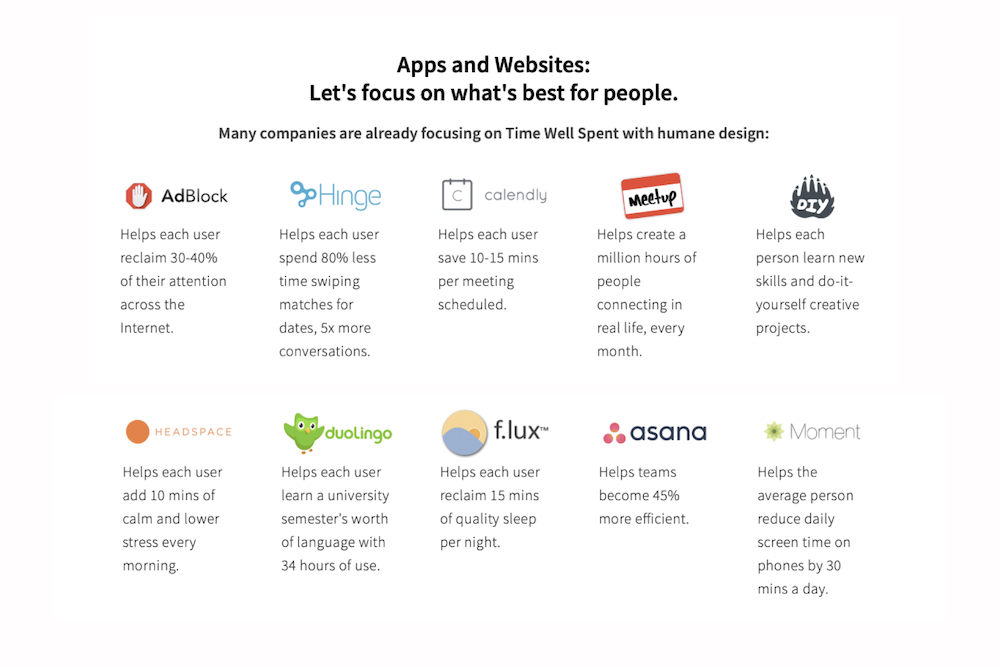 Apps and Websites:
Let's focus on what's best for people.
Many companies are already focusing on Time Well Spent with humane design:
AdBlock
Helps each user
reclaim 30-40%
of their attention
across the
Internet.
Hinge
Helps each user
spend 80% less
time swiping
matches for
dates, 5x more
conversations.
C calendly
Helps each user
save 10-15 mins
per meeting
scheduled.
Meetup
Helps create a
million hours of
people
connecting in
real life, every
month.
DIY
Helps each
person learn new
skills and do-it-
yourself creative
projects.
HEADSPACE
Helps each user
add 10 mins of
calm and lower
stress every
morning.
duolingo
Helps each user
learn a university
semester's worth
of language with
34 hours of use.
f.lux™
Helps each user
reclaim 15 mins
of quality sleep
per night.
asana
Helps teams
become 45%
more efficient.
Moment
Helps the
average person
reduce daily
screen time on
phones by 30
mins a day.